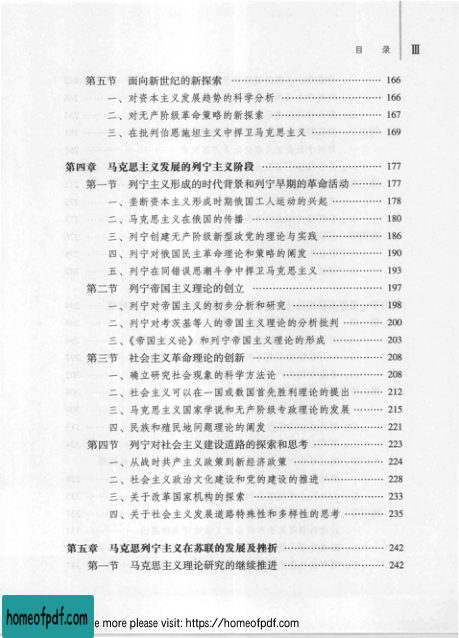 目 录 Ⅲ
第五节 面向新世纪的新探索 ………………………… 166
一、对资本主义发展趋势的科学分析 ………………… 166
二、对无产阶级革命策略的新探索 ………………… 167
三、在批列伯恩施坦主义中捍卫马克思主义 ………… 169
第四章 马克思主义发展的列宁主义阶段 ………………… 177
第一节 列宁主义形成的时代背景和列宁早期的革命活动 ……… 177
一、垄断资本主义形成时期俄国工人运动的兴起 ……… 178
二、马克思主义在俄国的传播 ………………………… 180
三、列宁创建无产阶级新型政党的理论与实践 ………… 186
四、列宁对俄国民主革命理论和策略的阐发 ………… 190
五、列宁在同错误思潮斗争中捍卫马克思主义 ………… 193
第二节 列宁帝国主义理论的创立 ………………………… 197
一、列宁对帝国主义的初步分析和研究 ……………… 198
二、列宁对考茨基等人的帝国主义理论的分析批判 …… 200
三、《帝国主义论》和列宁帝国主义理论的形成 ……… 203
第三节 社会主义革命理论的创新 ………………………… 208
一、确立研究社会现象的科学方法论 ………………… 208
二、社会主义可以在一国或数国首先胜利理论的提出 …… 212
三、马克思主义国家学说和无产阶级专政理论的发展 …… 215
四、民族和殖民地问题理论的阐发 …………………… 221
第四节 列宁对社会主义建设道路的探索和思考 ………… 223
一、从战时共产主义政策到新经济政策 ……………… 224
二、社会主义政治文化建设和党的建设的推进 ………… 228
三、关于改革国家机构的探索 ………………………… 233
四、关于社会主义发展道路特殊性和多样性的思考 …… 235
第五章 马克思列宁主义在苏联的发展及挫折 ……………… 242
第一节 马克思主义理论研究的继续推进 ………………… 242
homeofpdf.com
e more please visit: https://homeofpdf.com